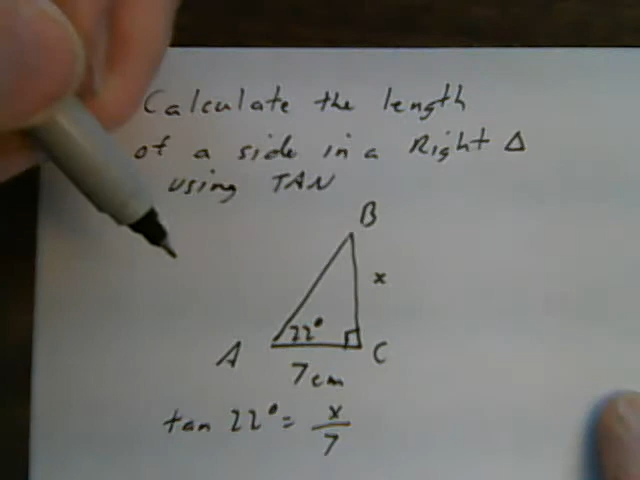 Calculate the length
of a side in a Right Δ
using TAN
B
x
22°
A
C
7cm
tan 22° = x/7